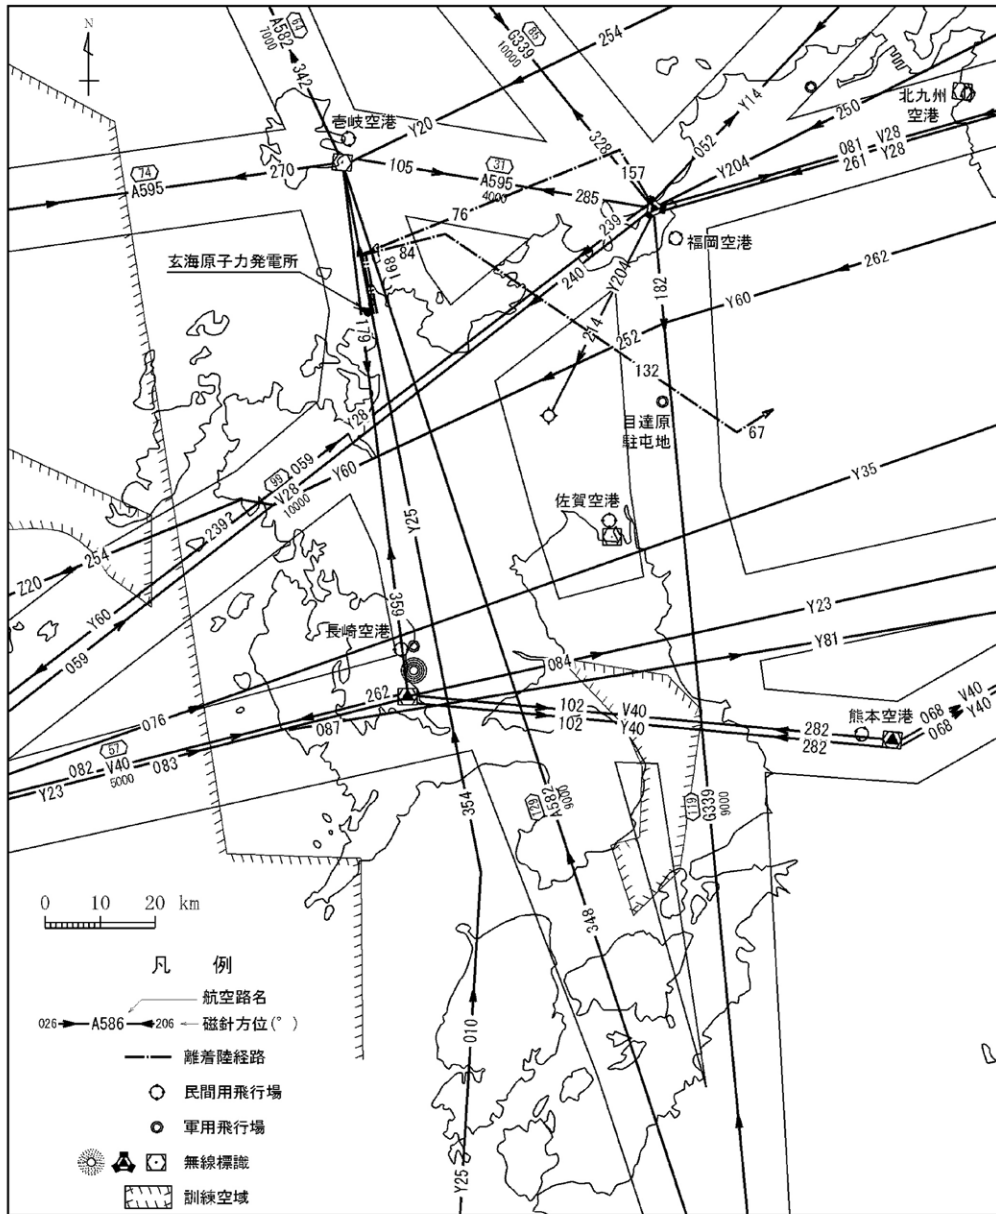 N
64
A582
7000
342
85
G339
10000
254
北九州
空港
壱岐空港
Y20
Y14
250
052
Y204
081 V28
261 Y28
328
157
74
270
A595
105
31
A595
4000
285
239
福岡空港
76
84
168
240
Y204
182
262
玄海原子力発電所
179
214
252
Y60
132
目達原
駐屯地
67
Y28
059
Y60
99
V28
10000
Y35
Y25
佐賀空港
239
254
Z20
Y60
059
359
長崎空港
Y23
084
Y81
262
076
087
102 V40
102 Y40
282
282
熊本空港
068 V40
068 Y40
57
082 V40 083
5000
Y23
354
129
A582
9000
119
G339
9000
348
010
Y25
0 10 20 km
凡 例
航空路名
026 A586 206 磁針方位(°)
離着陸経路
民間用飛行場
軍用飛行場
無線標識
訓練空域